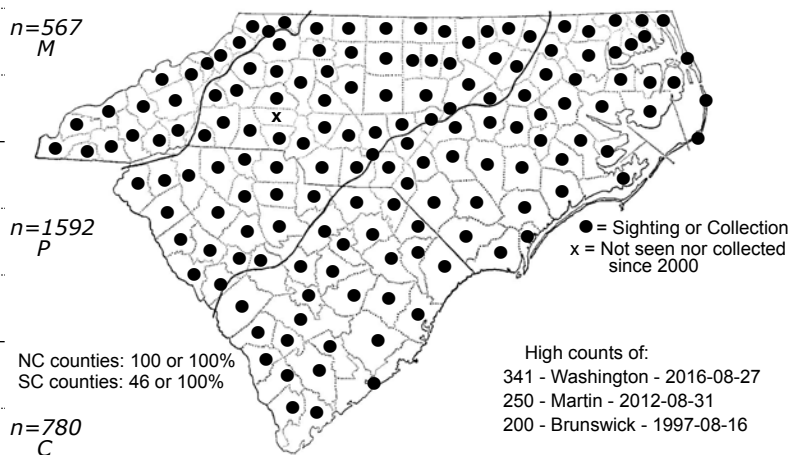 n=567
M
x
n=1592
P
● = Sighting or Collection
x = Not seen nor collected
since 2000
NC counties: 100 or 100%
SC counties: 46 or 100%
High counts of:
341 - Washington - 2016-08-27
250 - Martin - 2012-08-31
200 - Brunswick - 1997-08-16
n=780
C